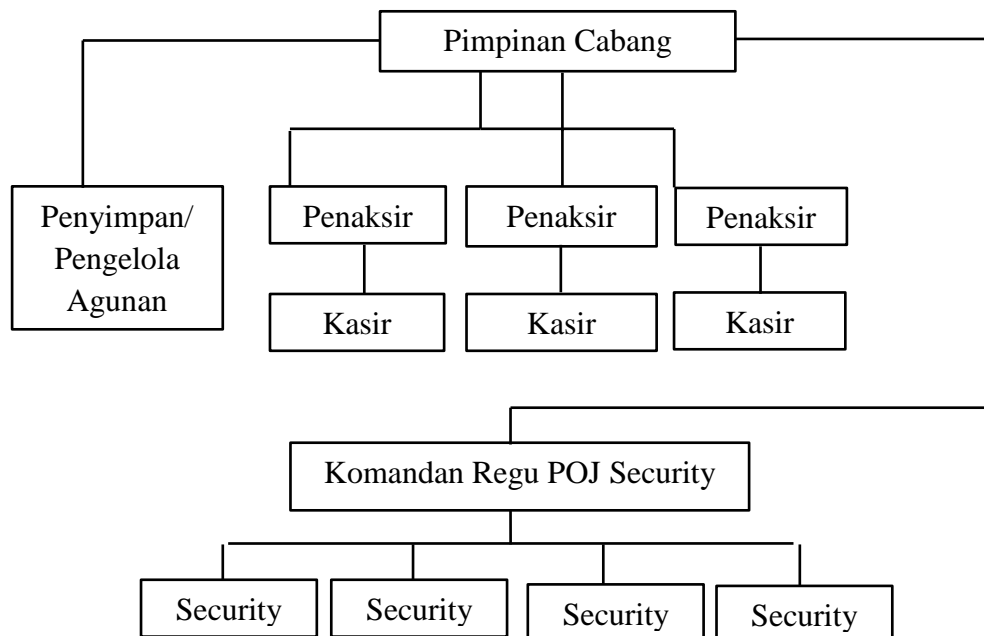 Pimpinan Cabang
Penyimpan/
Pengelola
Agunan
Penaksir
Penaksir
Penaksir
Kasir
Kasir
Kasir
Komandan Regu POJ Security
Security
Security
Security
Security